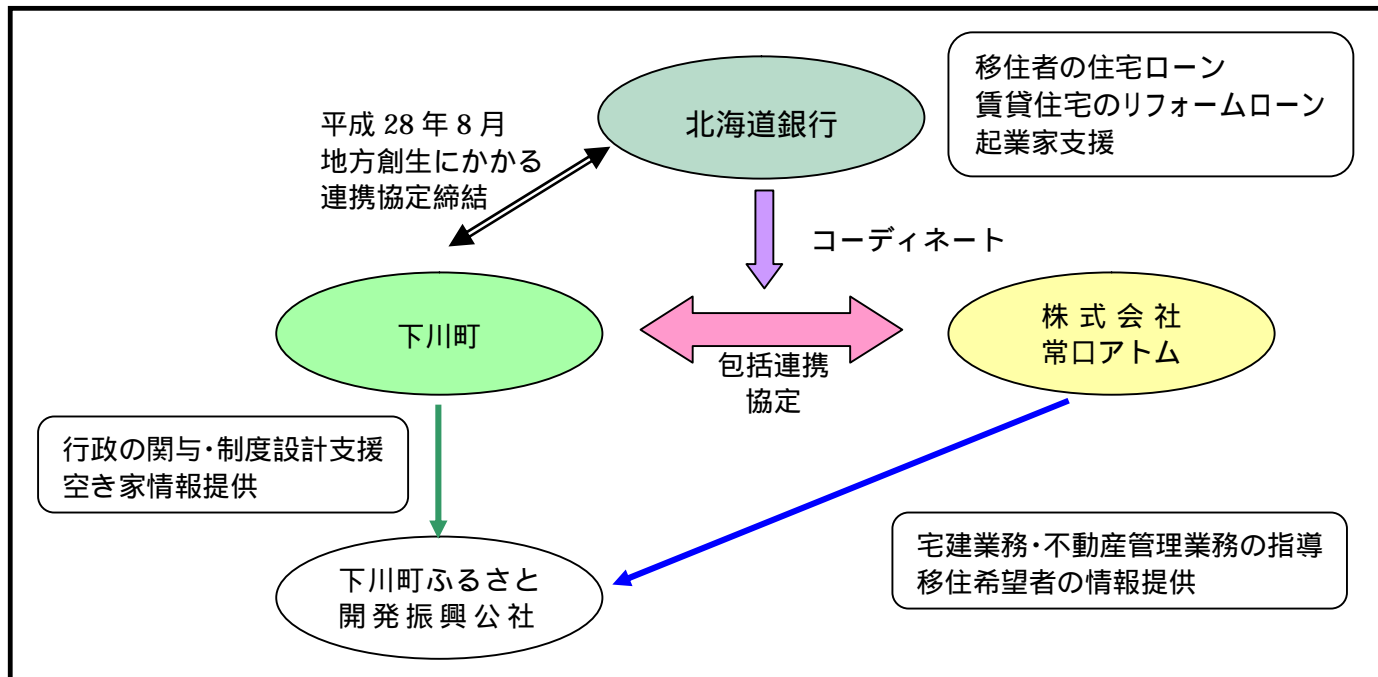 北海道銀行
移住者の住宅ローン
賃貸住宅のリフォームローン
起業家支援
平成 28 年 8 月
地方創生にかかる
連携協定締結
コーディネート
下川町
包括連携
協定
株式会社
常口アトム
行政の関与・制度設計支援
空き家情報提供
宅建業務・不動産管理業務の指導
移住希望者の情報提供
下川町ふるさと
開発振興公社